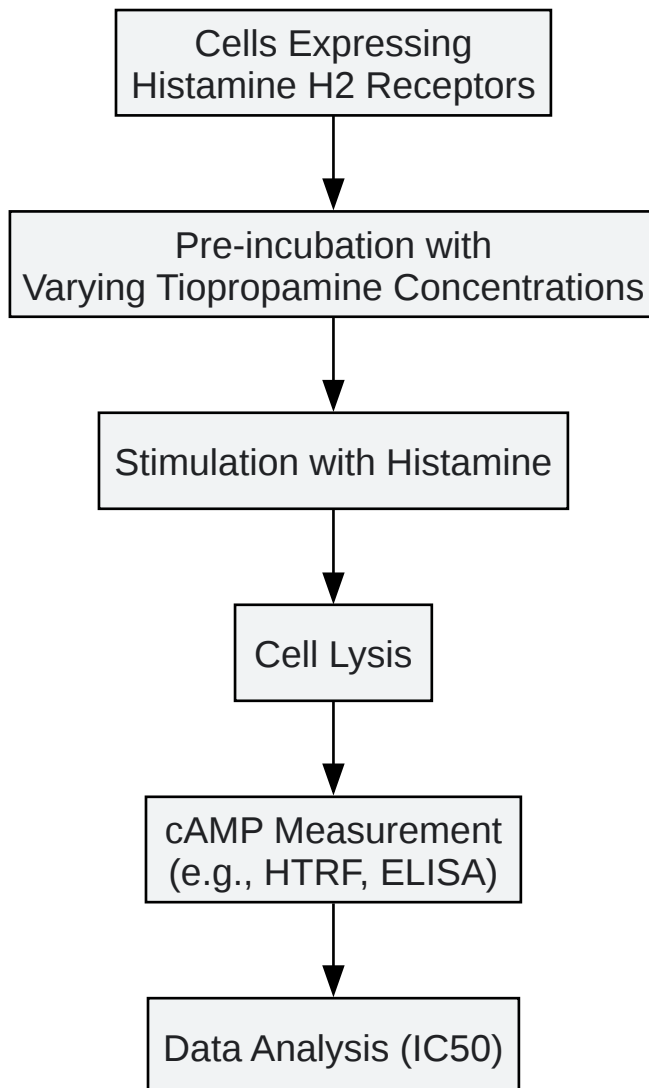 Cells Expressing
Histamine H2 Receptors
Pre-incubation with
Varying Tiopropamine Concentrations
Stimulation with Histamine
Cell Lysis
cAMP Measurement
(e.g., HTRF, ELISA)
Data Analysis (IC50)